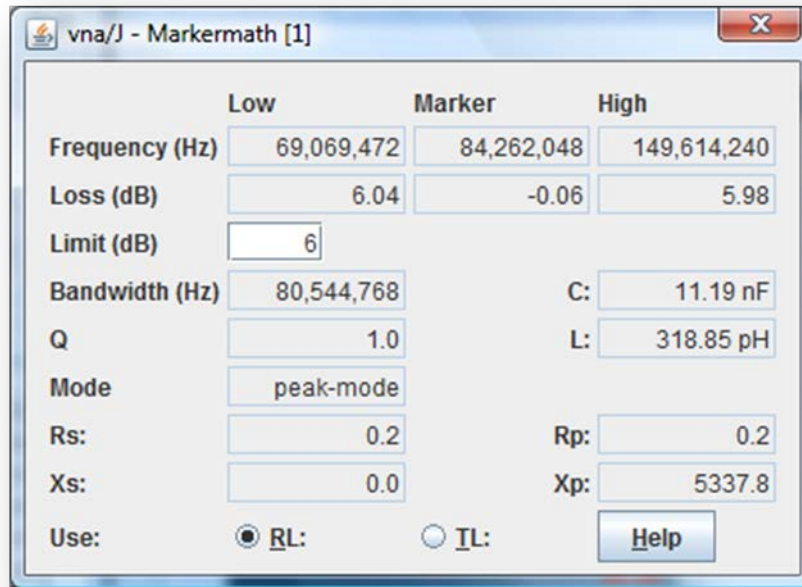 vna/J - Markermath [1]
Low Marker High
Frequency (Hz) 69,069,472 84,262,048 149,614,240
Loss (dB) 6.04 -0.06 5.98
Limit (dB) 6
Bandwidth (Hz) 80,544,768 C: 11.19 nF
Q 1.0 L: 318.85 pH
Mode peak-mode
Rs: 0.2 Rp: 0.2
Xs: 0.0 Xp: 5337.8
Use: RL: TL: Help